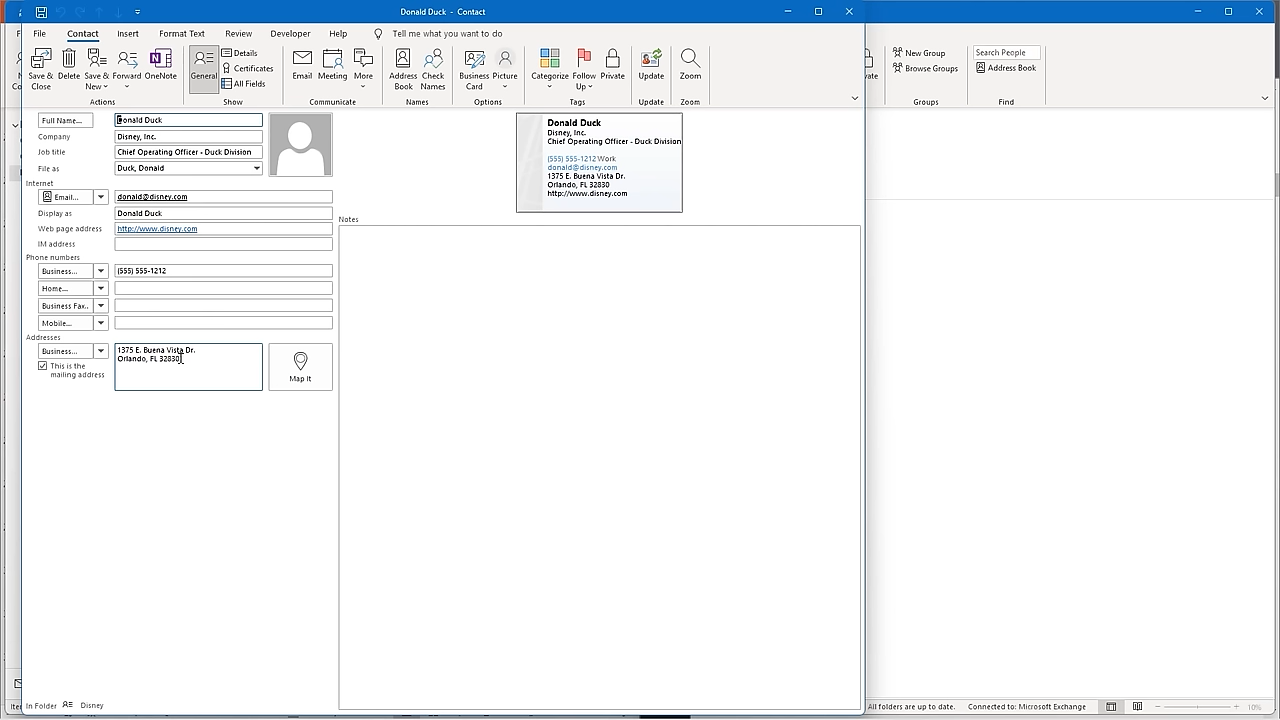 Donald Duck - Contact
File
Contact
Insert
Format Text
Review
Developer
Help
Tell me what you want to do
Save & Close
Delete
Save & New
Forward
OneNote
Actions
General
Details
Certificates
All Fields
Show
Email
Meeting
More
Communicate
Address Book
Check Names
Names
Business Card
Picture
Options
Categorize
Follow Up
Private
Tags
Update
Update
Zoom
Zoom
New Group
Browse Groups
Groups
Search People
Address Book
Find
Full Name...
Donald Duck
Company
Disney, Inc.
Job title
Chief Operating Officer - Duck Division
File as
Duck, Donald
Internet
Email...
donald@disney.com
Display as
Donald Duck
Web page address
http://www.disney.com
IM address
Phone numbers
Business...
(555) 555-1212
Home...
Business Fax..
Mobile...
Addresses
Business...
1375 E. Buena Vista Dr.
Orlando, FL 32830
This is the
mailing address
Map It
Donald Duck
Disney, Inc.
Chief Operating Officer - Duck Division
(555) 555-1212 Work
donald@disney.com
1375 E. Buena Vista Dr.
Orlando, FL 32830
http://www.disney.com
Notes
In Folder
Disney
All folders are up to date.
Connected to: Microsoft Exchange
10%